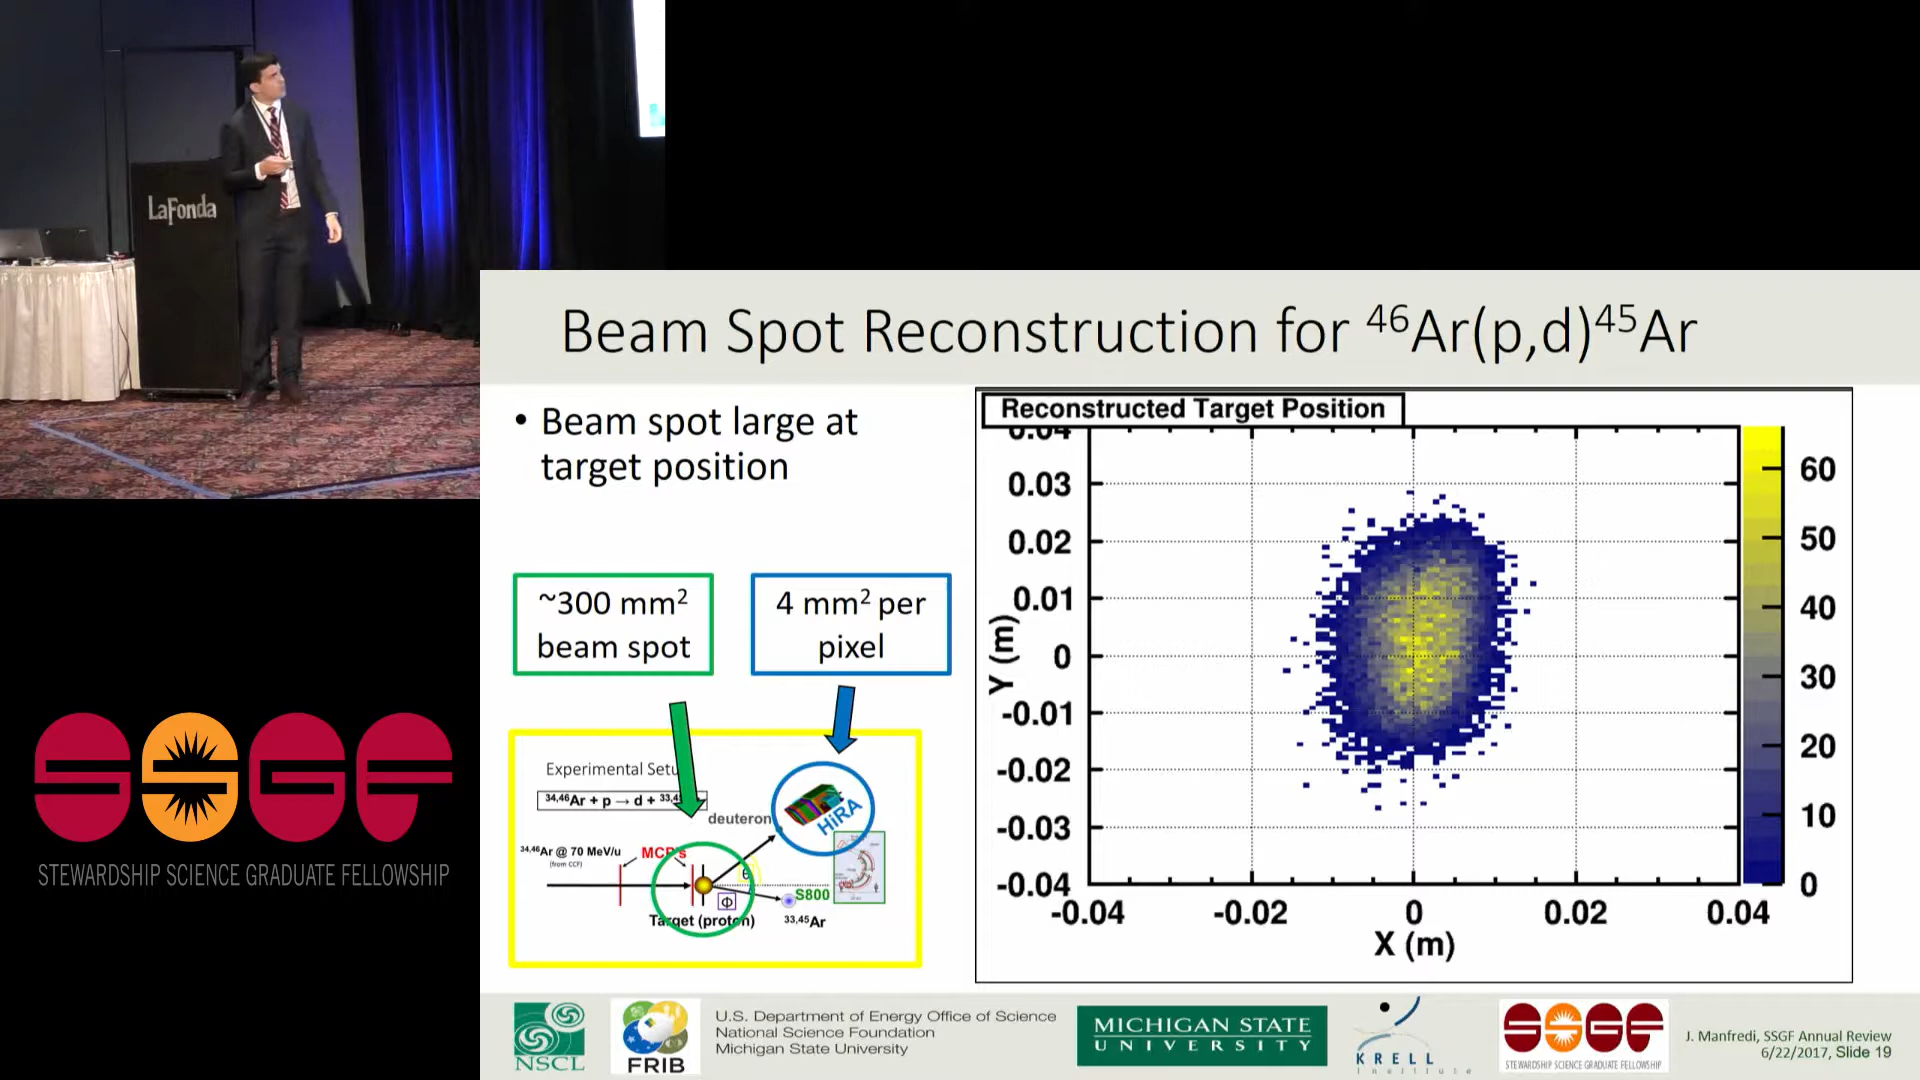 LaFonda
Beam Spot Reconstruction for ⁴⁶Ar(p,d)⁴⁵Ar
• Beam spot large at
target position
~300 mm²
beam spot
4 mm² per
pixel
Experimental Setu
³⁴,⁴⁶Ar + p → d + ³³,⁴
deuteron
HiRA
³⁴,⁴⁶Ar @ 70 MeV/u
(from CCF)
MCP's
θ
Φ
S800
Target (proton)
³³,⁴⁵Ar
Reconstructed Target Position
0.04
0.03
0.02
0.01
0
-0.01
-0.02
-0.03
-0.04
Y (m)
-0.04
-0.02
0
0.02
0.04
X (m)
60
50
40
30
20
10
0
SSGF
STEWARDSHIP SCIENCE GRADUATE FELLOWSHIP
NSCL
FRIB
U.S. Department of Energy Office of Science
National Science Foundation
Michigan State University
MICHIGAN STATE
UNIVERSITY
KRELL
Institute
SSGF
STEWARDSHIP SCIENCE GRADUATE FELLOWSHIP
J. Manfredi, SSGF Annual Review
6/22/2017, Slide 19